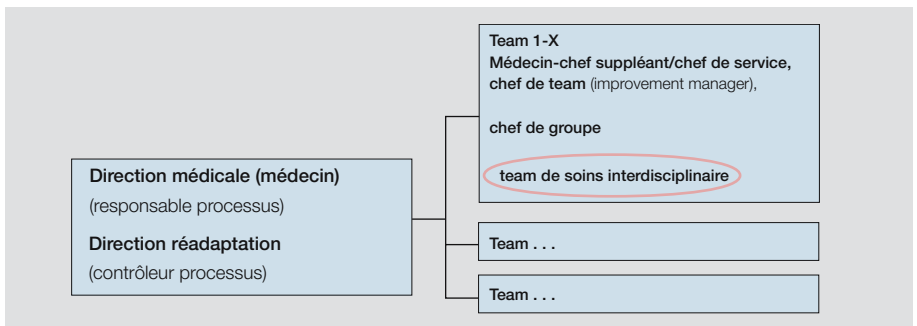 Direction médicale (médecin)
(responsable processus)
Direction réadaptation
(contrôleur processus)
Team 1-X
Médecin-chef suppléant/chef de service,
chef de team (improvement manager),
chef de groupe
team de soins interdisciplinaire
Team . . .
Team . . .